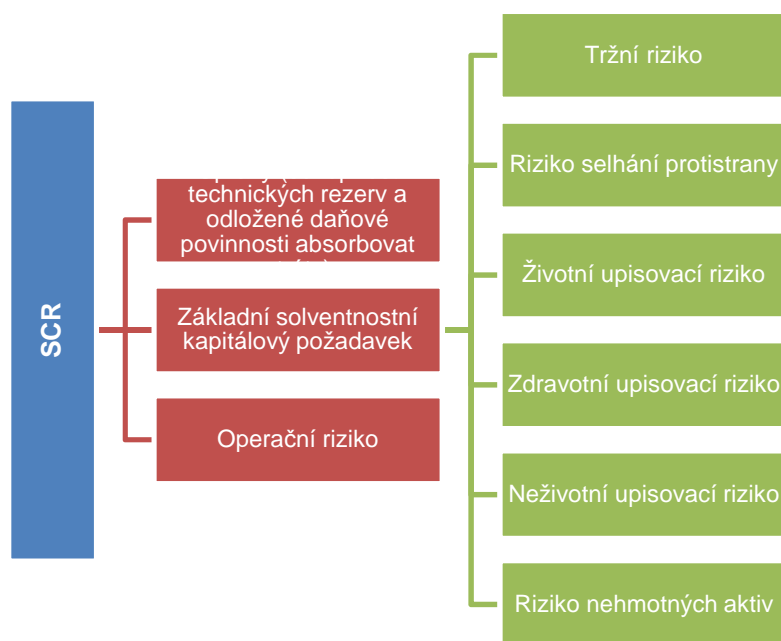 SCR
technických rezerv a
odložené daňové
povinnosti absorbovat
Základní solventnostní
kapitálový požadavek
Operační riziko
Tržní riziko
Riziko selhání protistrany
Životní upisovací riziko
Zdravotní upisovací riziko
Neživotní upisovací riziko
Riziko nehmotných aktiv